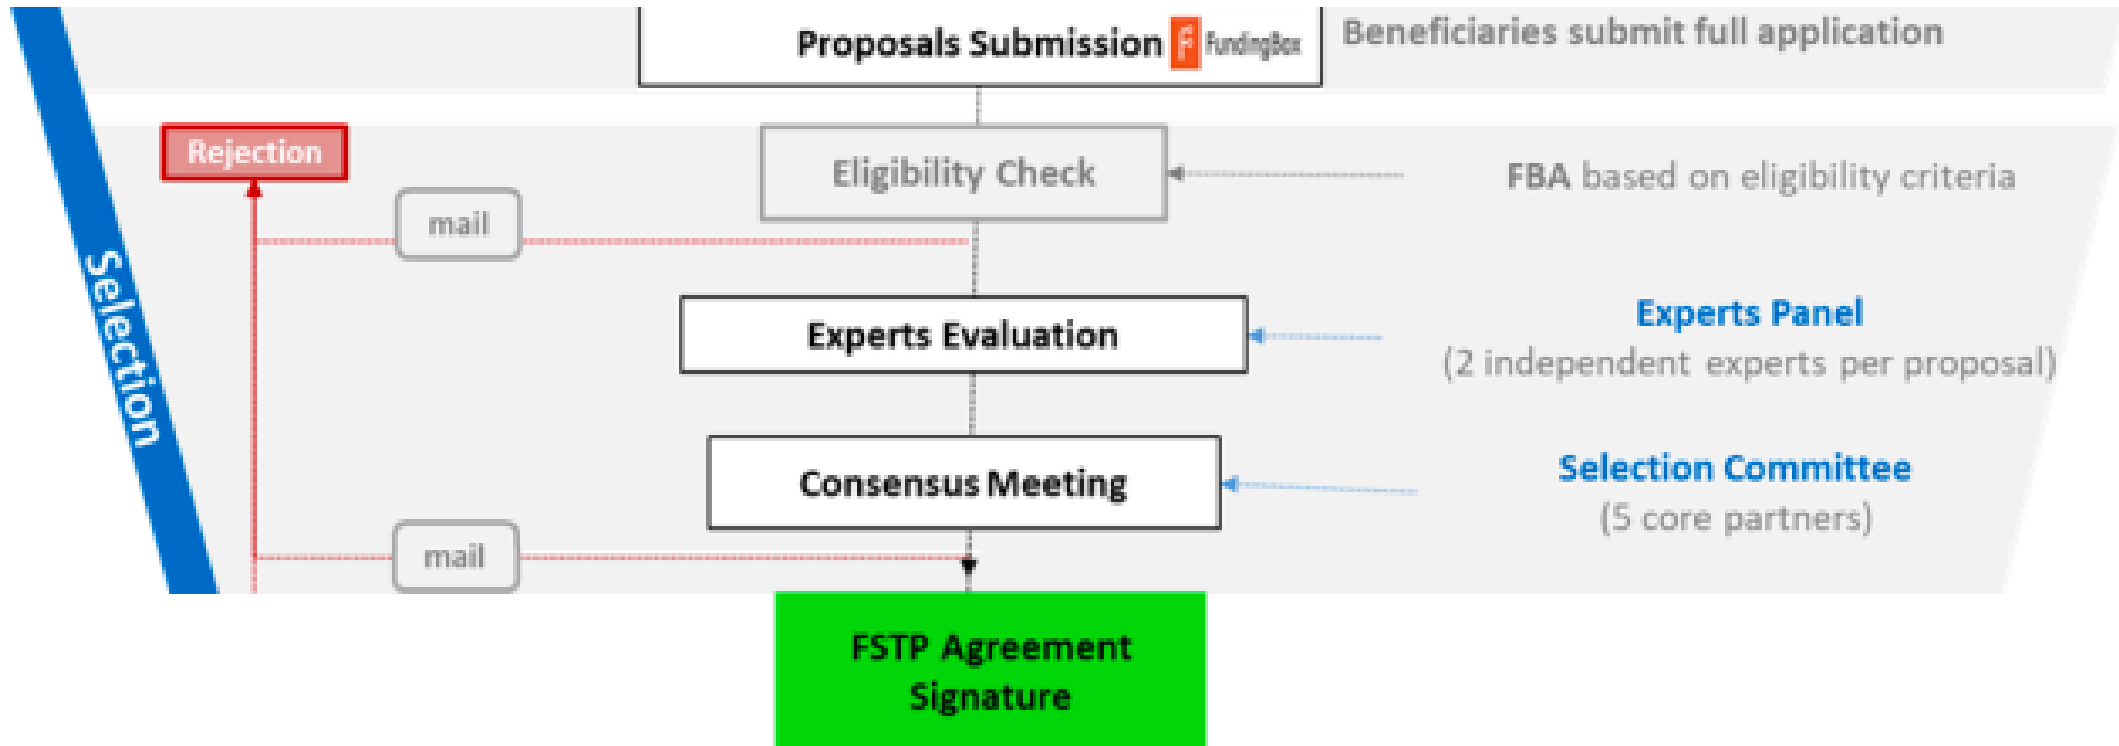 Proposals Submission FundingBox
Beneficiaries submit full application
Rejection
Eligibility Check
FBA based on eligibility criteria
mail
Selection
Experts Evaluation
Experts Panel
(2 independent experts per proposal)
Consensus Meeting
Selection Committee
(5 core partners)
mail
FSTP Agreement
Signature